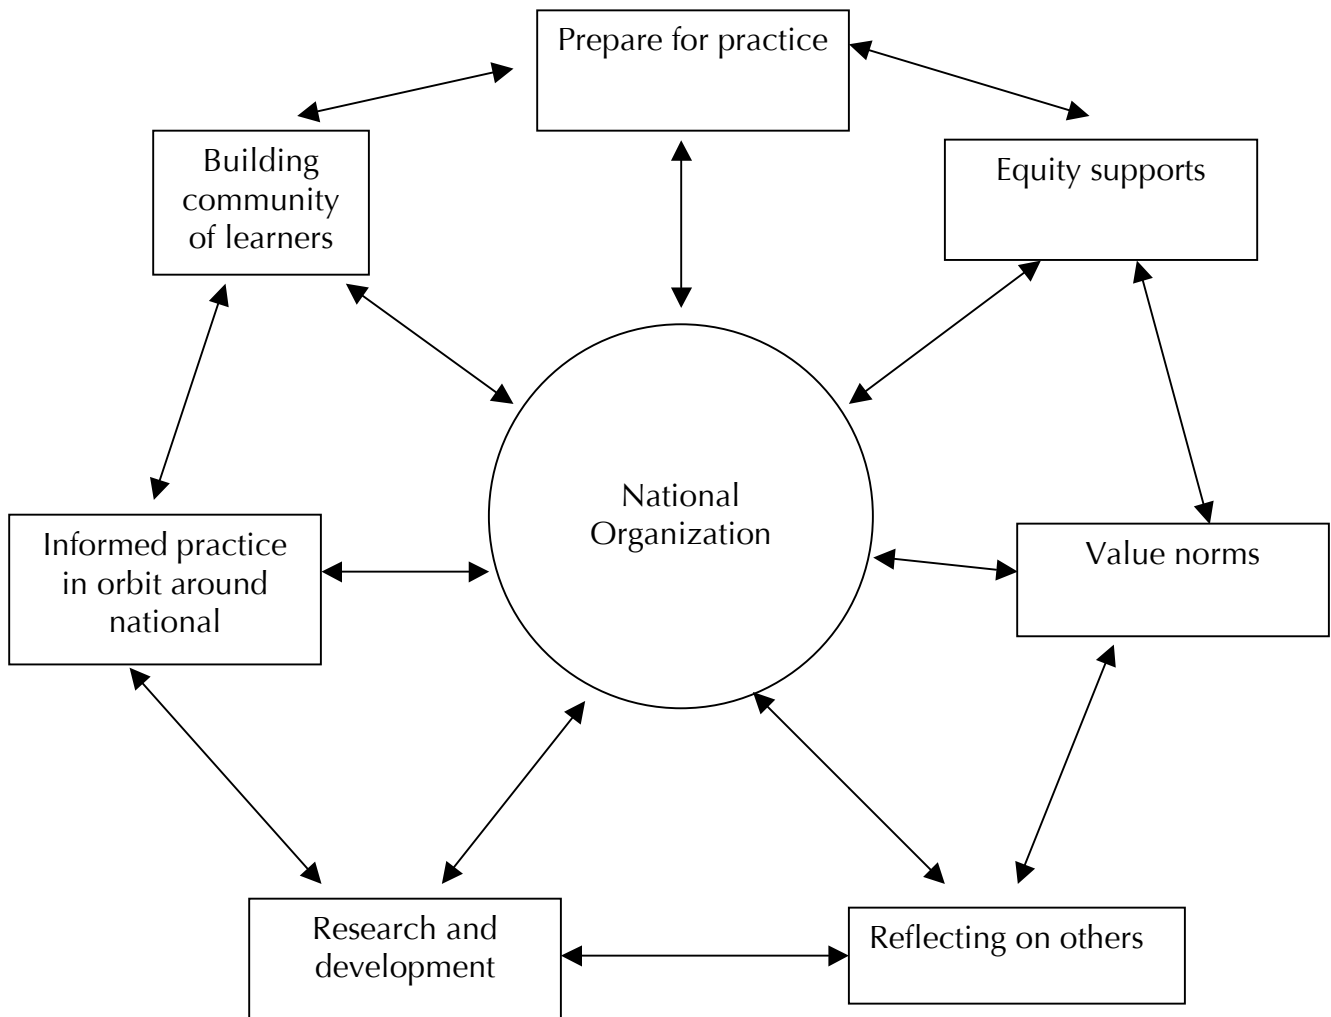 Prepare for practice
Building
community
of learners
Equity supports
National
Organization
Informed practice
in orbit around
national
Value norms
Research and
development
Reflecting on others